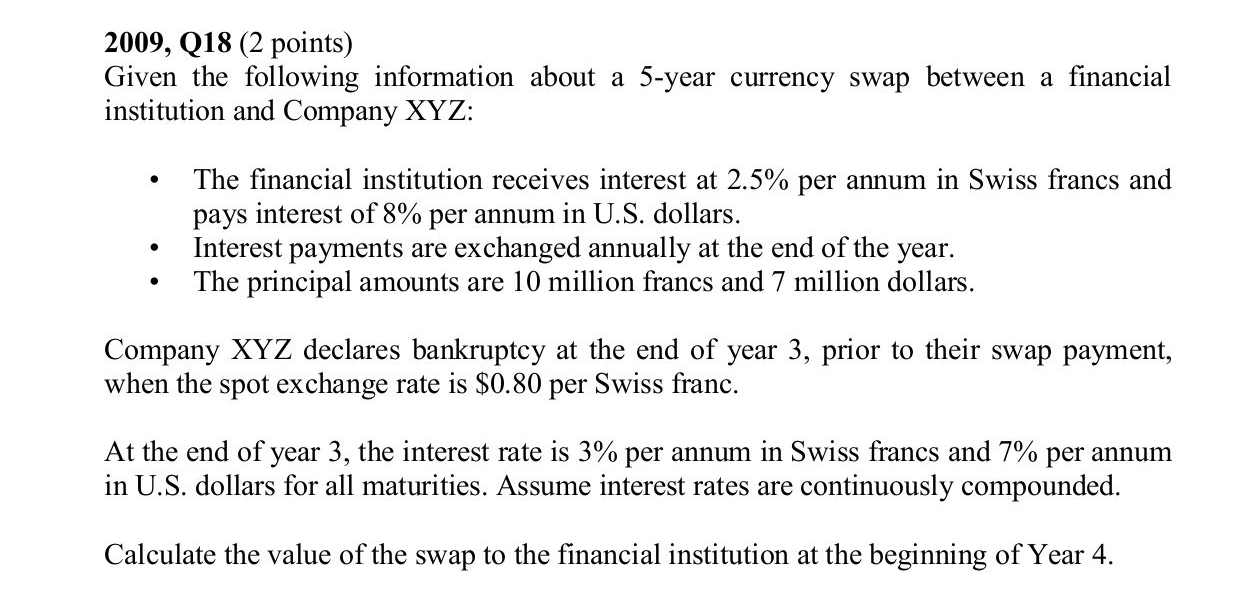 2009, Q18 (2 points)
Given the following information about a 5-year currency swap between a financial
institution and Company XYZ:
• The financial institution receives interest at 2.5% per annum in Swiss francs and
pays interest of 8% per annum in U.S. dollars.
• Interest payments are exchanged annually at the end of the year.
• The principal amounts are 10 million francs and 7 million dollars.
Company XYZ declares bankruptcy at the end of year 3, prior to their swap payment,
when the spot exchange rate is $0.80 per Swiss franc.
At the end of year 3, the interest rate is 3% per annum in Swiss francs and 7% per annum
in U.S. dollars for all maturities. Assume interest rates are continuously compounded.
Calculate the value of the swap to the financial institution at the beginning of Year 4.